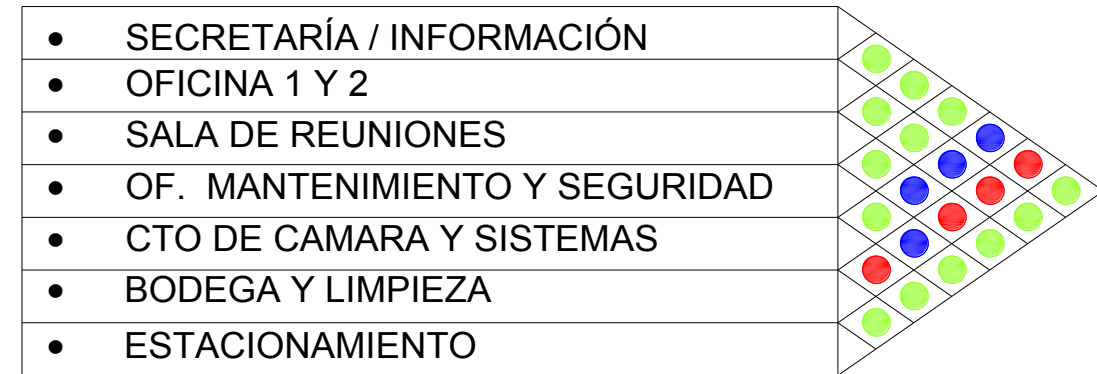 • SECRETARÍA / INFORMACIÓN
• OFICINA 1 Y 2
• SALA DE REUNIONES
• OF. MANTENIMIENTO Y SEGURIDAD
• CTO DE CAMARA Y SISTEMAS
• BODEGA Y LIMPIEZA
• ESTACIONAMIENTO